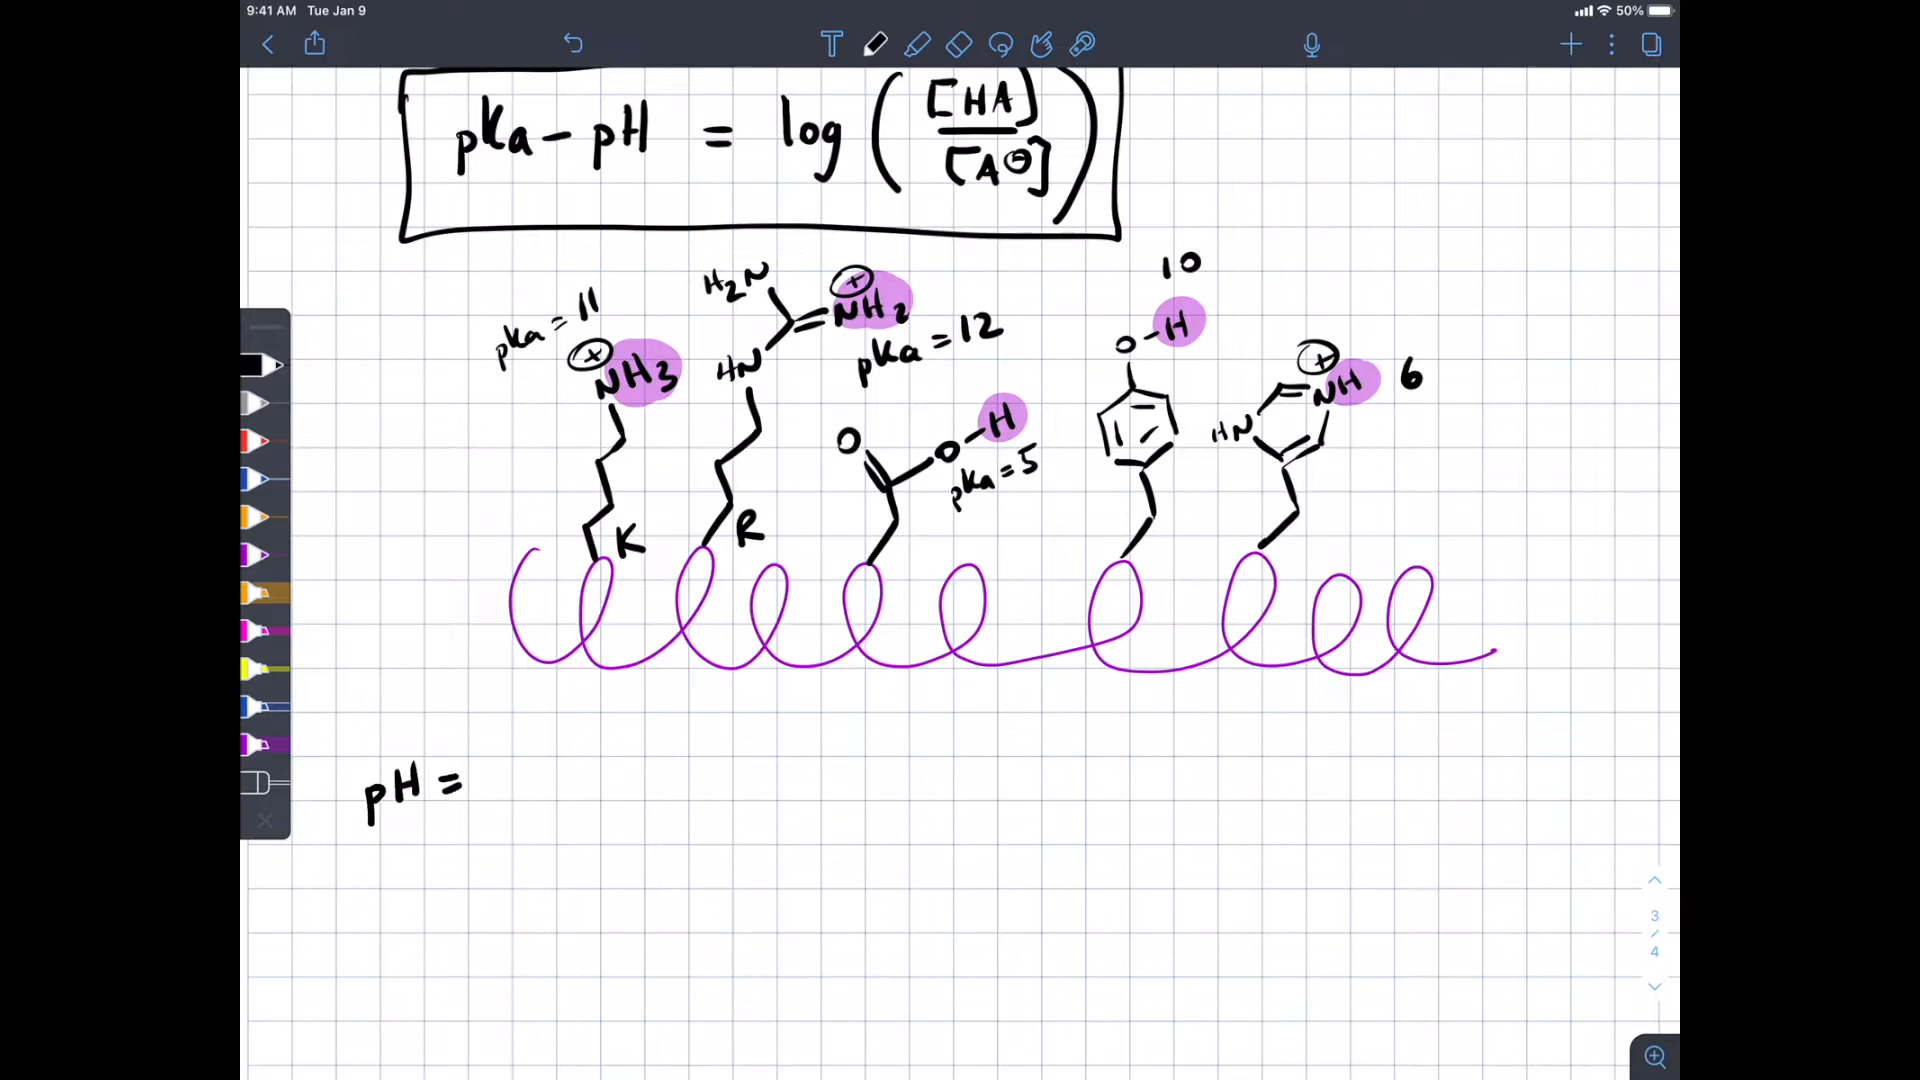 9:41 AM Tue Jan 9
50%
T
pKa - pH = log ([HA] / [A⊖])
10
H2N
⊕
NH2
pKa = 11
pKa = 12
O-H
⊕
NH3
HN
⊕
NH
6
HN
O
O-H
pKa = 5
K
R
pH =
3
/
4